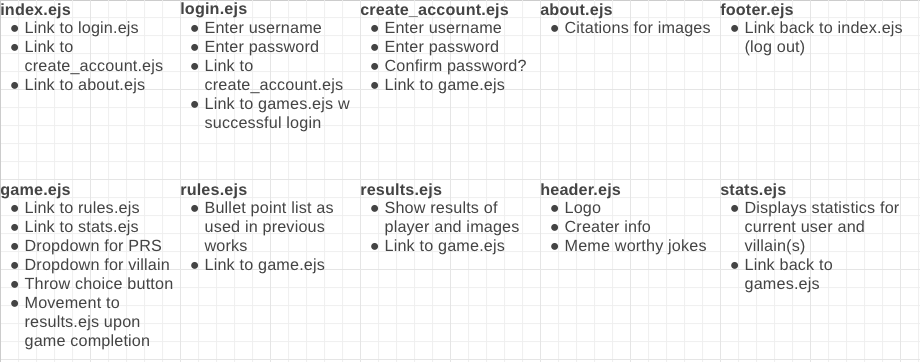 index.ejs
● Link to login.ejs
● Link to
create_account.ejs
● Link to about.ejs
login.ejs
● Enter username
● Enter password
● Link to
create_account.ejs
● Link to games.ejs w
successful login
create_account.ejs
● Enter username
● Enter password
● Confirm password?
● Link to game.ejs
about.ejs
● Citations for images
footer.ejs
● Link back to index.ejs
(log out)
game.ejs
● Link to rules.ejs
● Link to stats.ejs
● Dropdown for PRS
● Dropdown for villain
● Throw choice button
● Movement to
results.ejs upon
game completion
rules.ejs
● Bullet point list as
used in previous
works
● Link to game.ejs
results.ejs
● Show results of
player and images
● Link to game.ejs
header.ejs
● Logo
● Creater info
● Meme worthy jokes
stats.ejs
● Displays statistics for
current user and
villain(s)
● Link back to
games.ejs